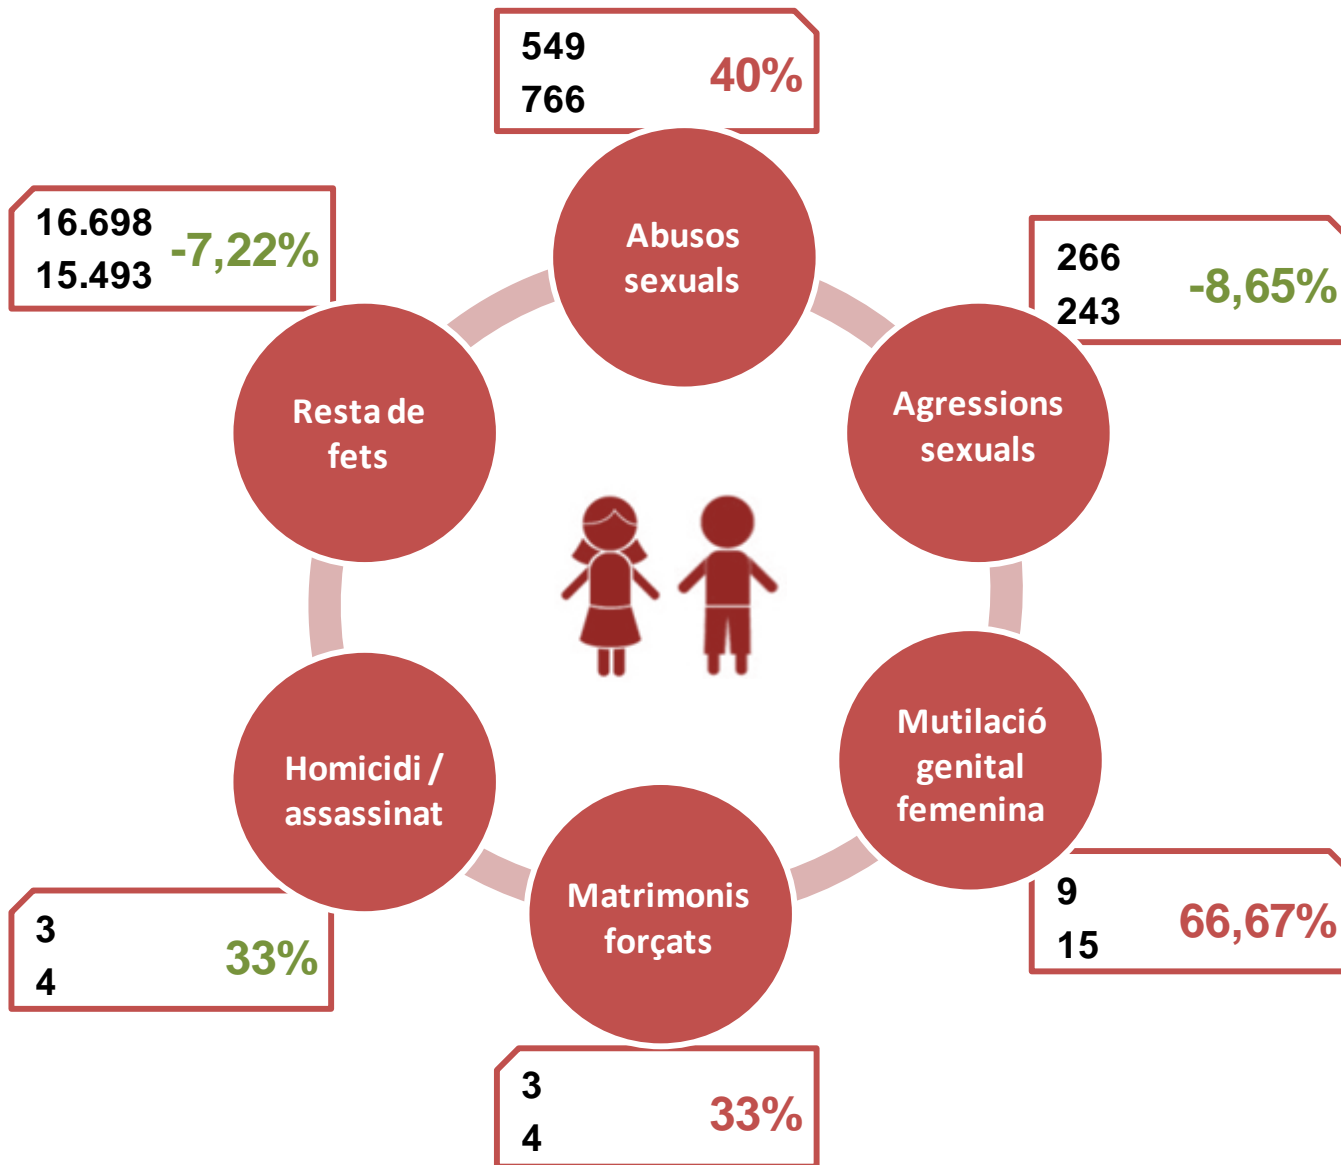 549
766
40%
Abusos
sexuals
16.698
15.493
-7,22%
Resta de
fets
266
243
-8,65%
Agressions
sexuals
Homicidi /
assassinat
3
4
33%
Mutilació
genital
femenina
9
15
66,67%
Matrimonis
forçats
3
4
33%